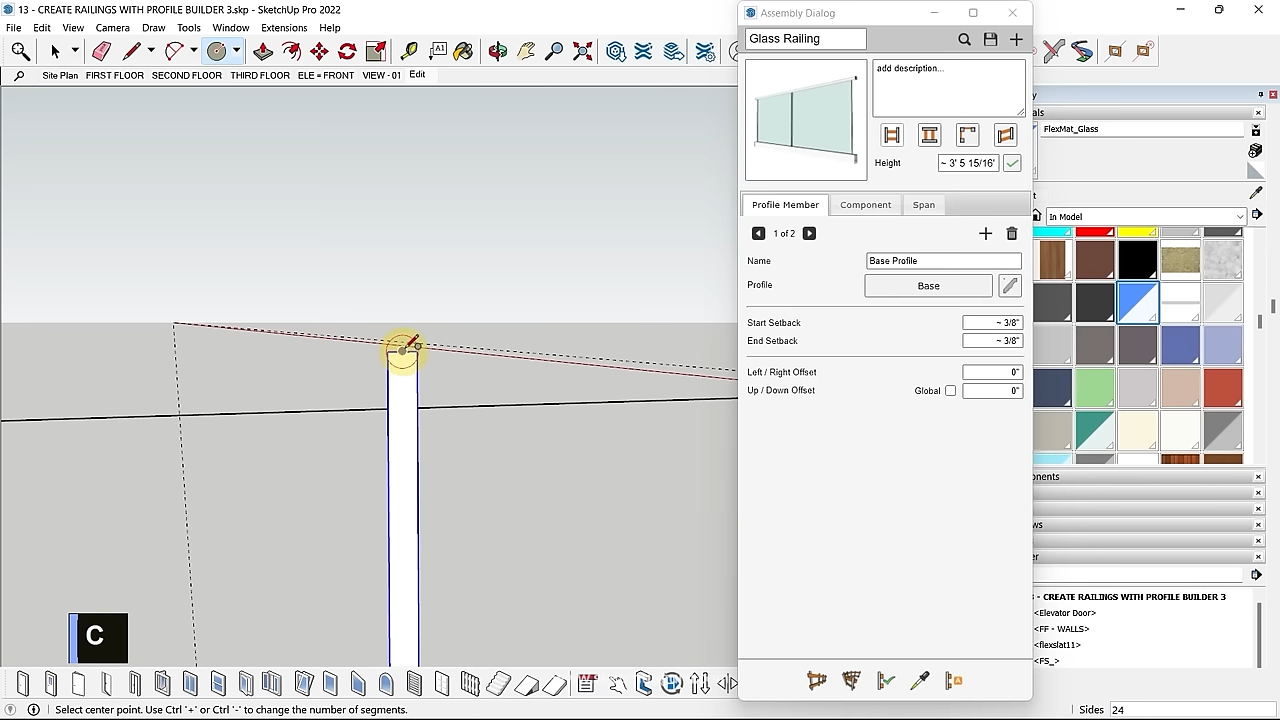 13 - CREATE RAILINGS WITH PROFILE BUILDER 3.skp - SketchUp Pro 2022
File Edit View Camera Draw Tools Window Extensions Help
Site Plan FIRST FLOOR SECOND FLOOR THIRD FLOOR ELE = FRONT VIEW - 01 Edit
Assembly Dialog
Glass Railing
add description...
Height ~ 3' 5 15/16"
Profile Member Component Span
1 of 2
Name Base Profile
Profile Base
Start Setback ~ 3/8"
End Setback ~ 3/8"
Left / Right Offset 0"
Up / Down Offset Global 0"
y
als
FlexMat_Glass
t
In Model
onents
ws
er
- CREATE RAILINGS WITH PROFILE BUILDER 3
<Elevator Door>
<FF - WALLS>
<flexslat11>
<FS_>
C
Select center point. Use Ctrl '+' or Ctrl '-' to change the number of segments.
Sides 24